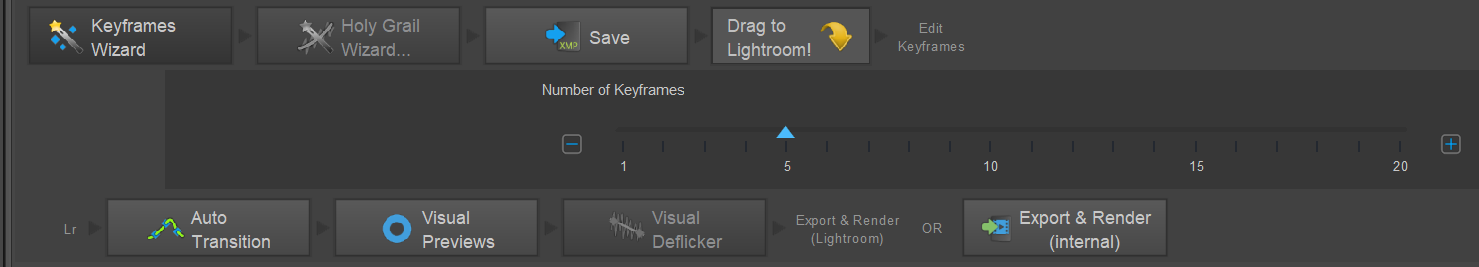 Keyframes
Wizard
Holy Grail
Wizard...
XMP
Save
Drag to
Lightroom!
Edit
Keyframes
Number of Keyframes
1 5 10 15 20
Lr
Auto
Transition
Visual
Previews
Visual
Deflicker
Export & Render
(Lightroom)
OR
Export & Render
(internal)